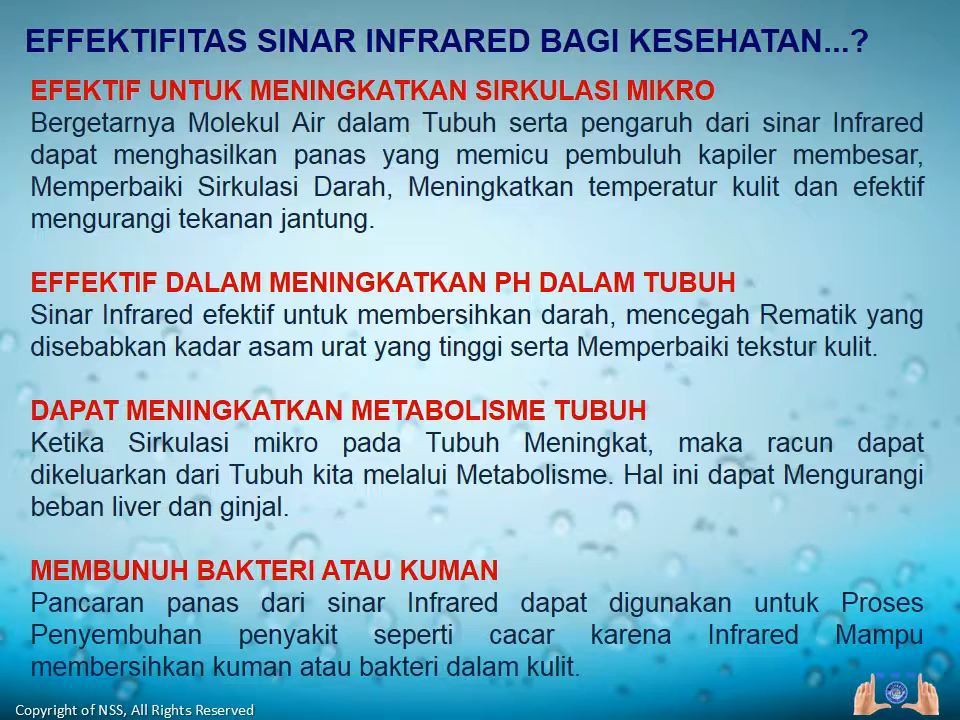 EFFEKTIFITAS SINAR INFRARED BAGI KESEHATAN...?
EFEKTIF UNTUK MENINGKATKAN SIRKULASI MIKRO
Bergetarnya Molekul Air dalam Tubuh serta pengaruh dari sinar Infrared
dapat menghasilkan panas yang memicu pembuluh kapiler membesar,
Memperbaiki Sirkulasi Darah, Meningkatkan temperatur kulit dan efektif
mengurangi tekanan jantung.
EFFEKTIF DALAM MENINGKATKAN PH DALAM TUBUH
Sinar Infrared efektif untuk membersihkan darah, mencegah Rematik yang
disebabkan kadar asam urat yang tinggi serta Memperbaiki tekstur kulit.
DAPAT MENINGKATKAN METABOLISME TUBUH
Ketika Sirkulasi mikro pada Tubuh Meningkat, maka racun dapat
dikeluarkan dari Tubuh kita melalui Metabolisme. Hal ini dapat Mengurangi
beban liver dan ginjal.
MEMBUNUH BAKTERI ATAU KUMAN
Pancaran panas dari sinar Infrared dapat digunakan untuk Proses
Penyembuhan penyakit seperti cacar karena Infrared Mampu
membersihkan kuman atau bakteri dalam kulit.
Copyright of NSS, All Rights Reserved